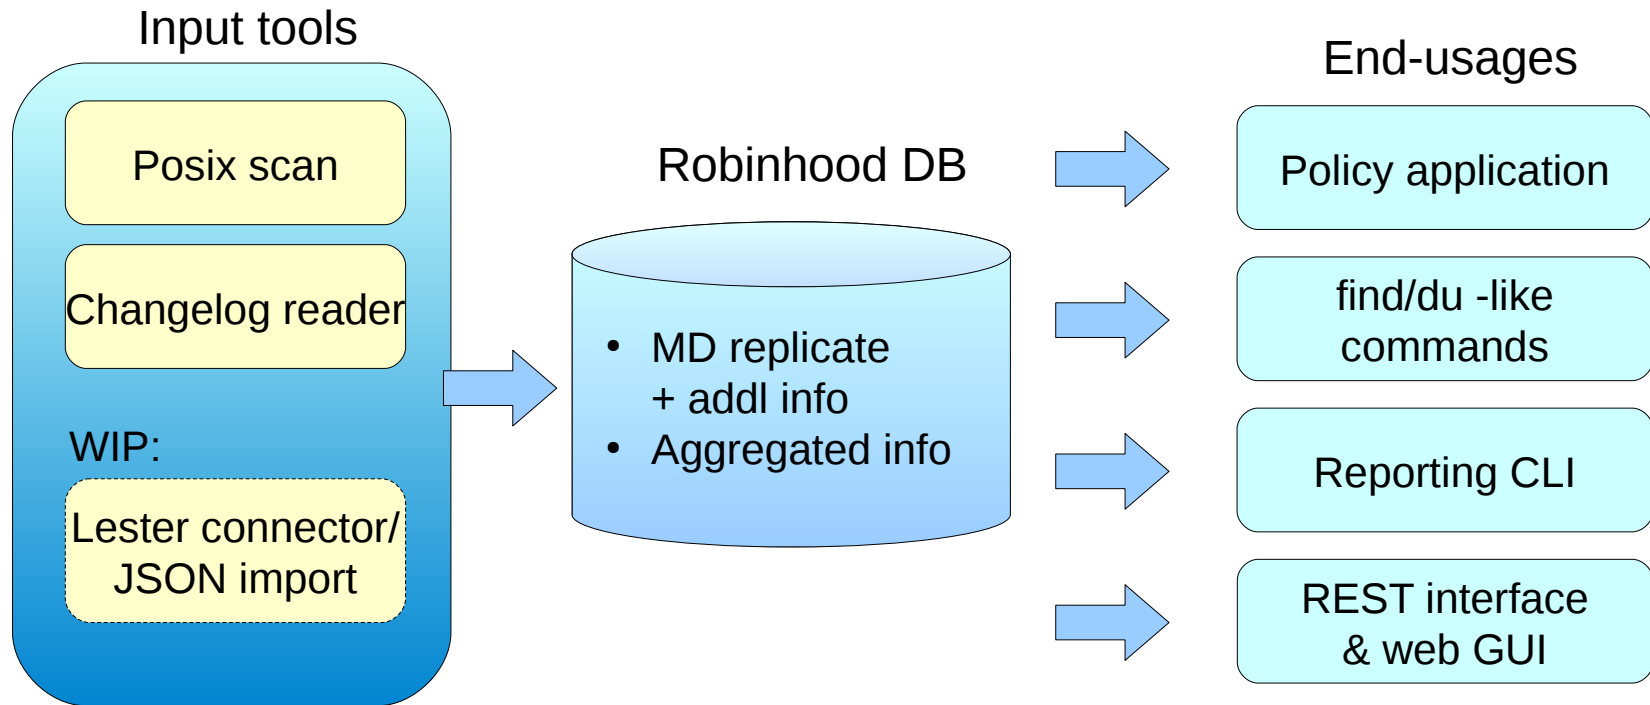 Input tools
Posix scan
Changelog reader
WIP:
Lester connector/
JSON import
Robinhood DB
• MD replicate
+ addl info
• Aggregated info
End-usages
Policy application
find/du -like
commands
Reporting CLI
REST interface
& web GUI